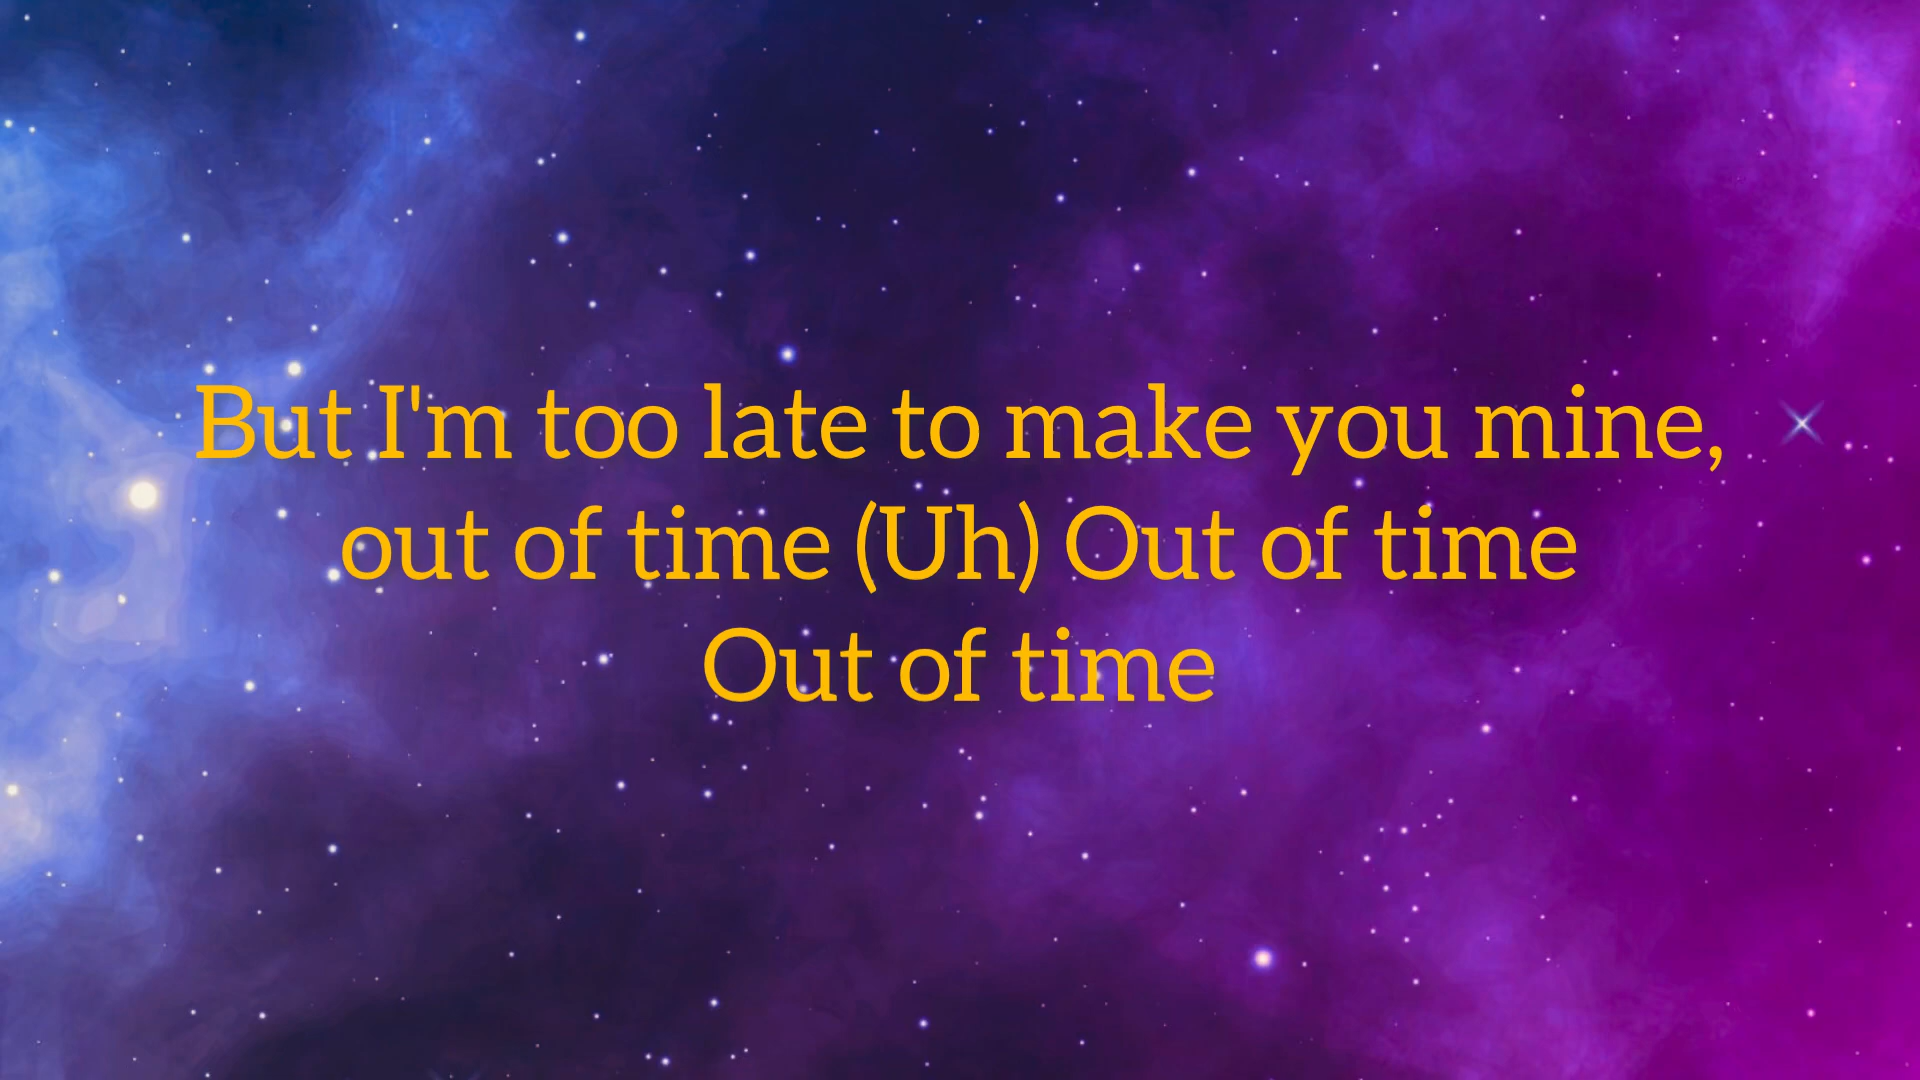 But I'm too late to make you mine,
out of time (Uh) Out of time
Out of time